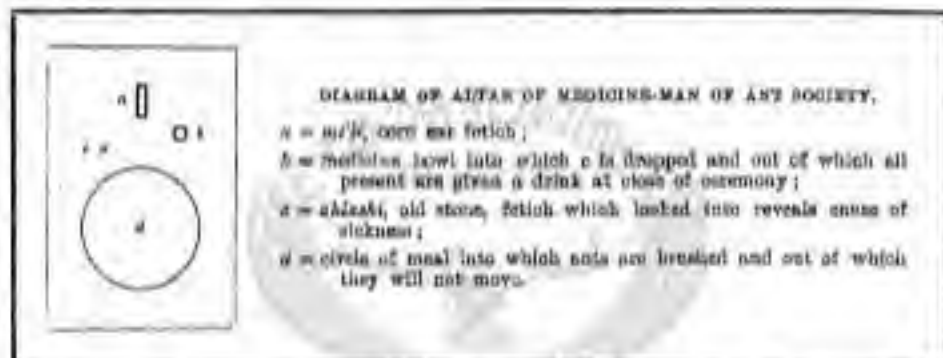 a
b
d
DIAGRAM OF ALTAR OF MEDICINE-MAN OF ANT SOCIETY.
a = mi'li, corn ear fetich;
b = medicine bowl into which c is dropped and out of which all
present are given a drink at close of ceremony;
c = old stone, fetich which looked into reveals cause of
sickness;
d = circle of meal into which ants are brushed and out of which
they will not move.